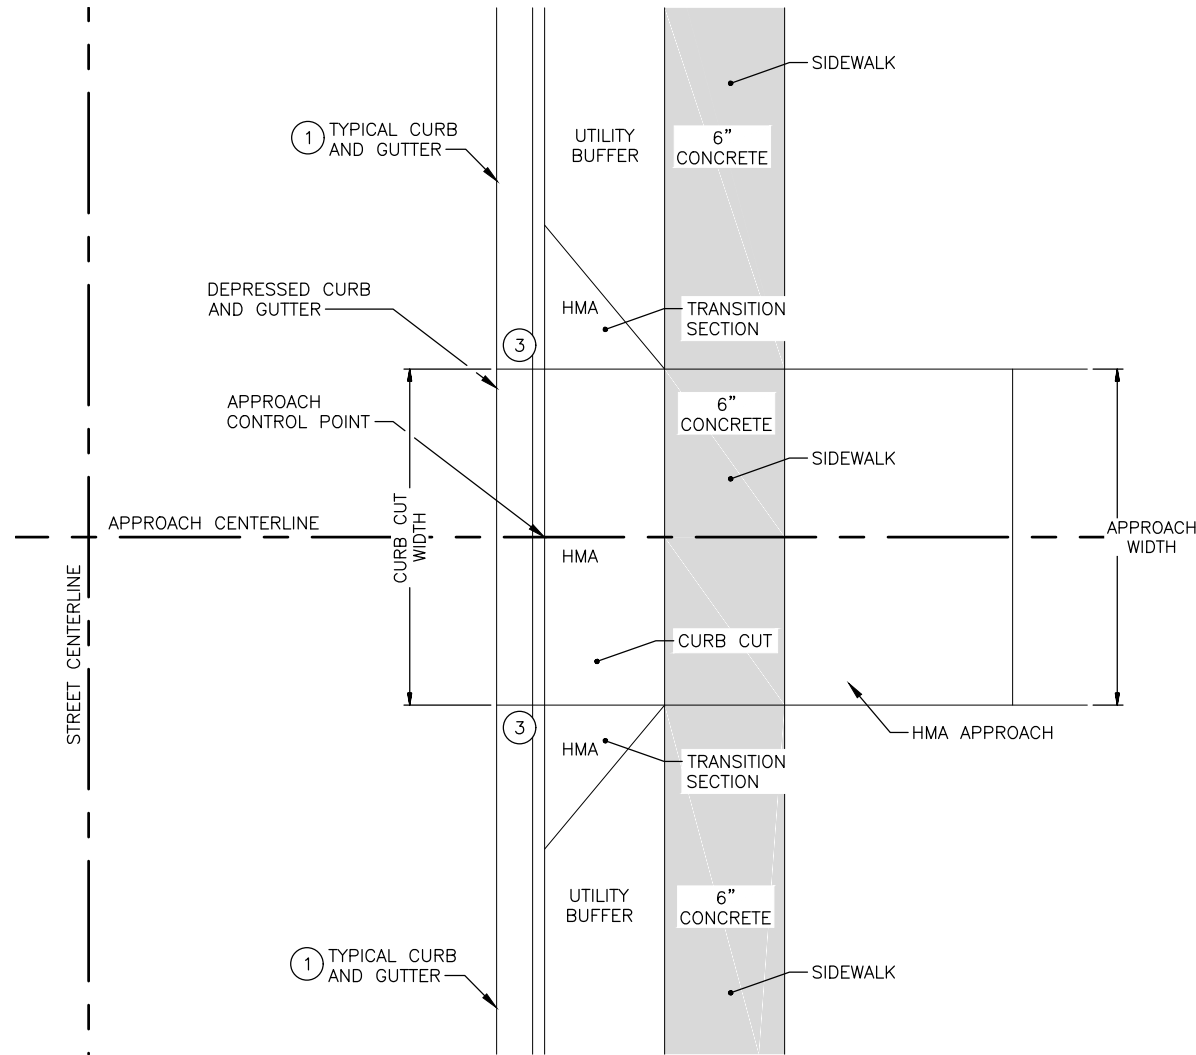 SIDEWALK
1 TYPICAL CURB
AND GUTTER
UTILITY
BUFFER
6"
CONCRETE
DEPRESSED CURB
AND GUTTER
HMA
TRANSITION
SECTION
3
APPROACH
CONTROL POINT
6"
CONCRETE
SIDEWALK
APPROACH CENTERLINE
CURB CUT
WIDTH
HMA
APPROACH
WIDTH
STREET CENTERLINE
CURB CUT
3
HMA
TRANSITION
SECTION
HMA APPROACH
UTILITY
BUFFER
6"
CONCRETE
1 TYPICAL CURB
AND GUTTER
SIDEWALK